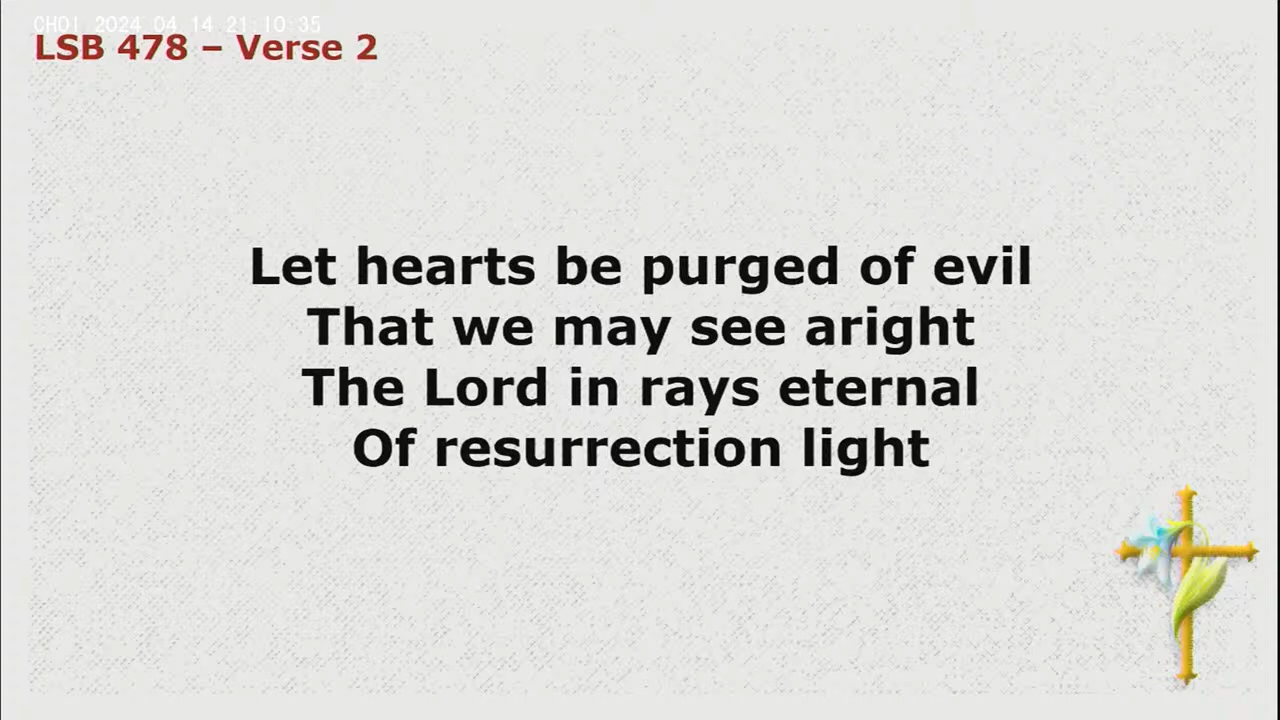 CH01 2024 04 14 21:10:35
LSB 478 – Verse 2
Let hearts be purged of evil
That we may see aright
The Lord in rays eternal
Of resurrection light